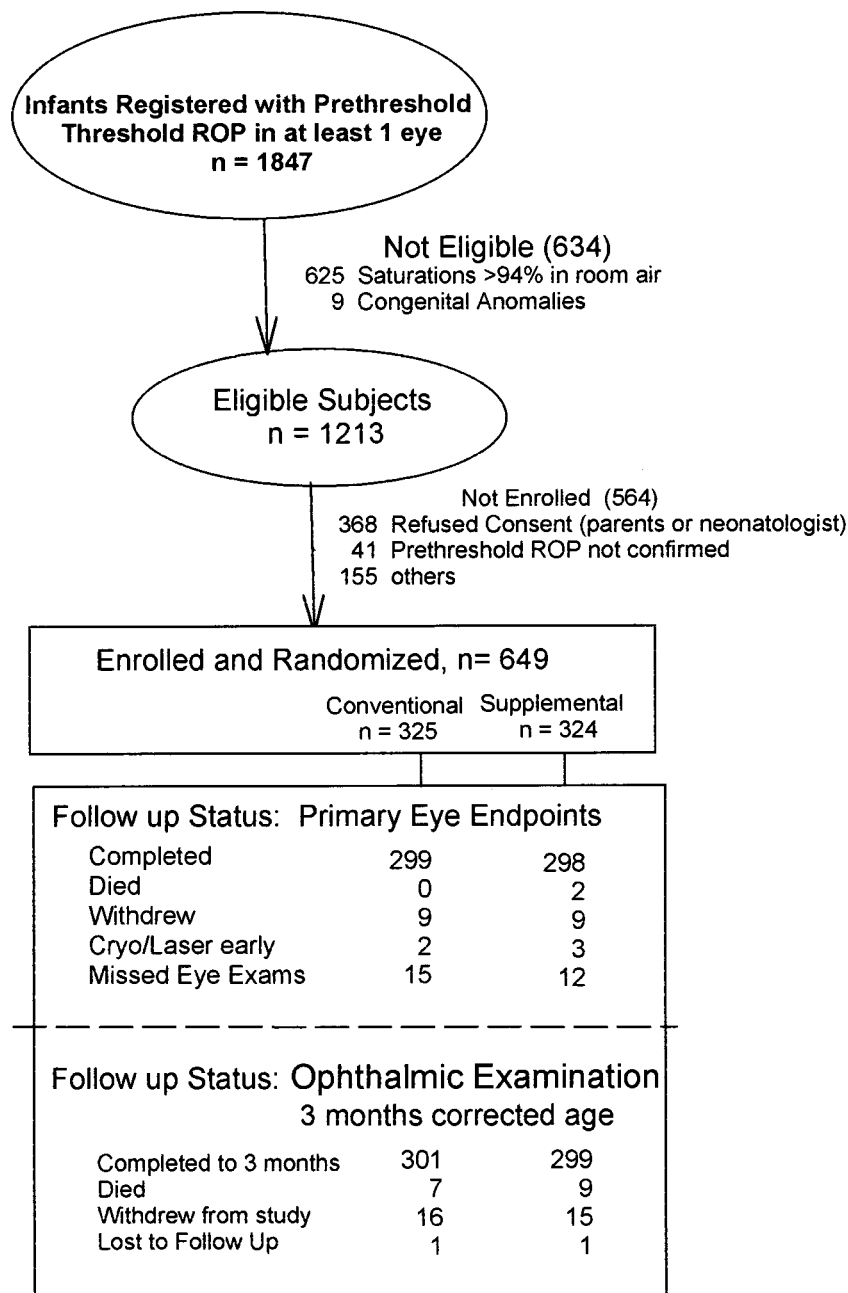 Infants Registered with Prethreshold
Threshold ROP in at least 1 eye
n = 1847
Not Eligible (634)
625 Saturations >94% in room air
9 Congenital Anomalies
Eligible Subjects
n = 1213
Not Enrolled (564)
368 Refused Consent (parents or neonatologist)
41 Prethreshold ROP not confirmed
155 others
Enrolled and Randomized, n= 649
Conventional Supplemental
n = 325 n = 324
Follow up Status: Primary Eye Endpoints
Completed 299 298
Died 0 2
Withdrew 9 9
Cryo/Laser early 2 3
Missed Eye Exams 15 12
Follow up Status: Ophthalmic Examination
3 months corrected age
Completed to 3 months 301 299
Died 7 9
Withdrew from study 16 15
Lost to Follow Up 1 1